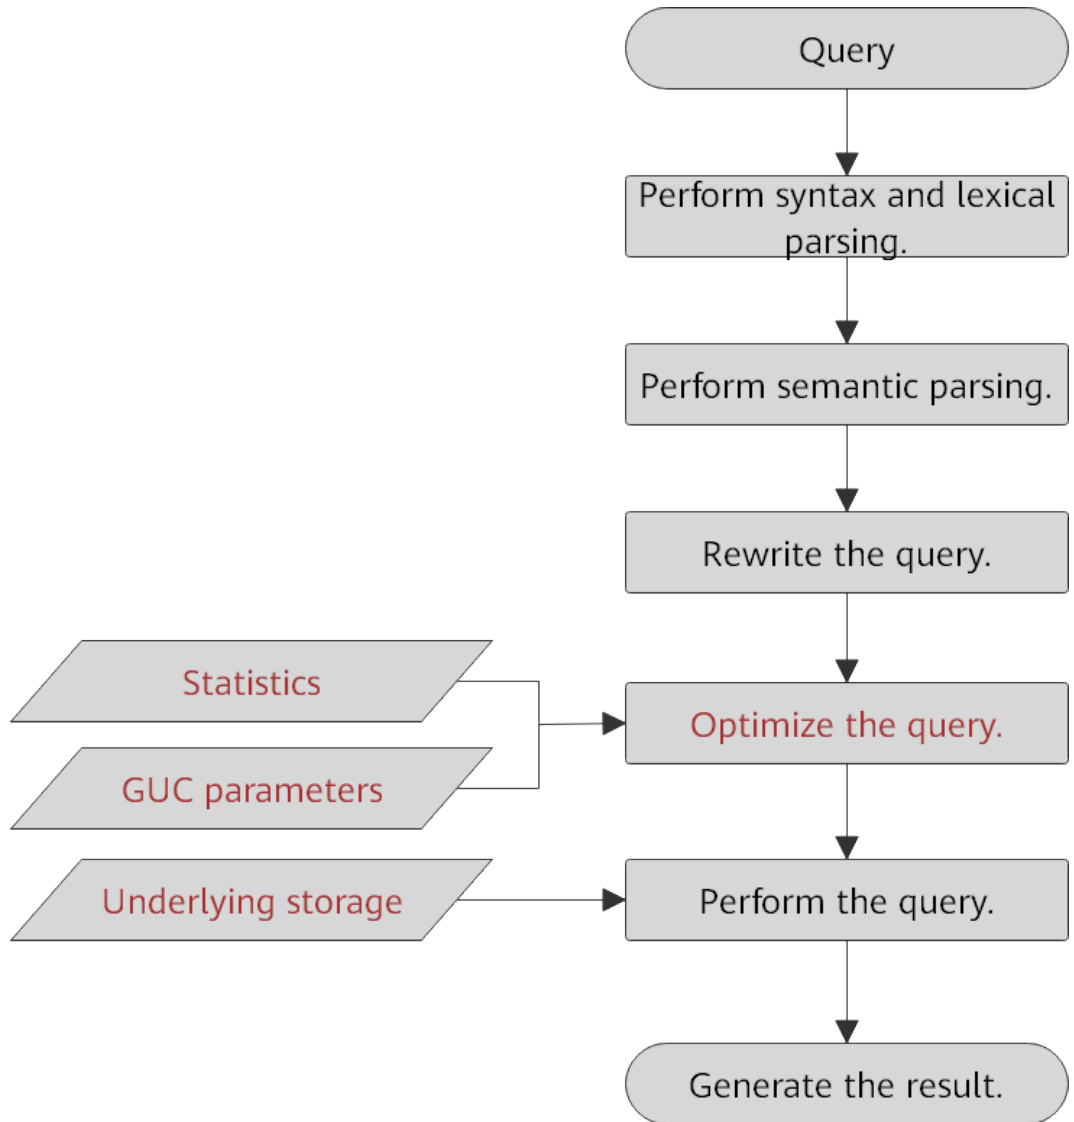 Query
Perform syntax and lexical
parsing.
Perform semantic parsing.
Rewrite the query.
Statistics
Optimize the query.
GUC parameters
Underlying storage
Perform the query.
Generate the result.